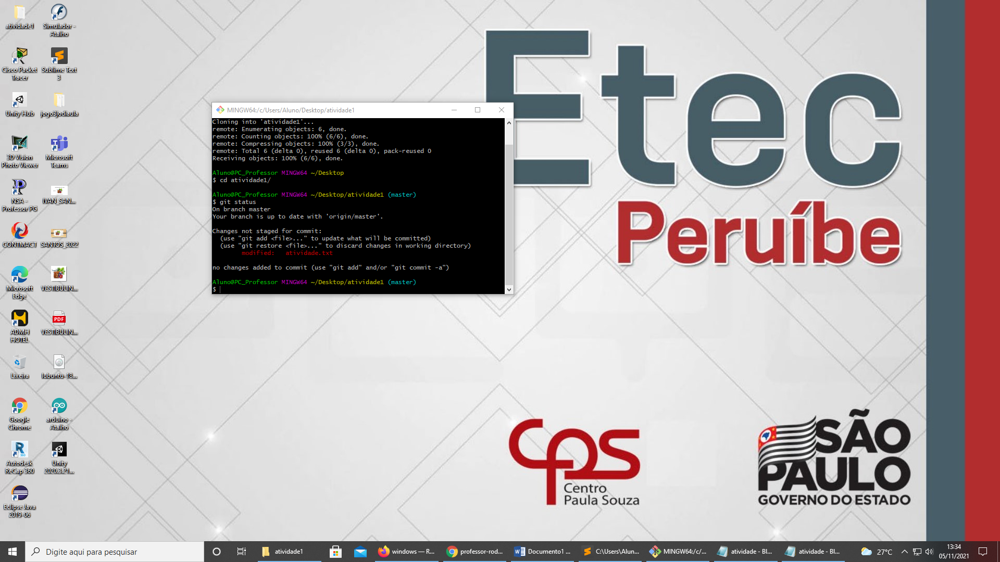 atividade1
Simulador -
Atalho
Cisco Packet
Tracer
Sublime Text
3
Unity Hub
jogo3jodiaula
3D Vision
Photo Viewer
Microsoft
Teams
NSA -
Professor PG
IVAN_SAN...
CONTMACT
SANTOS_2022
Microsoft
Edge
VESTIBULIN...
ADMH
HOTEL
PDF
VESTIBULIN...
Lixeira
lubuntu-18...
Google
Chrome
arduino -
Atalho
Autodesk
ReCap 360
Unity
2020.3.21...
Eclipse Java
2019-06
MINGW64:/c/Users/Aluno/Desktop/atividade1
Cloning into 'atividade1'...
remote: Enumerating objects: 6, done.
remote: Counting objects: 100% (6/6), done.
remote: Compressing objects: 100% (3/3), done.
remote: Total 6 (delta 0), reused 6 (delta 0), pack-reused 0
Receiving objects: 100% (6/6), done.
Aluno@PC_Professor MINGW64 ~/Desktop
$ cd atividade1/
Aluno@PC_Professor MINGW64 ~/Desktop/atividade1 (master)
$ git status
On branch master
Your branch is up to date with 'origin/master'.
Changes not staged for commit:
(use "git add <file>..." to update what will be committed)
(use "git restore <file>..." to discard changes in working directory)
modified: atividade.txt
no changes added to commit (use "git add" and/or "git commit -a")
Aluno@PC_Professor MINGW64 ~/Desktop/atividade1 (master)
$
Etec
Peruíbe
cps
Centro
Paula Souza
SÃO
PAULO
GOVERNO DO ESTADO
Digite aqui para pesquisar
atividade1
windows — R...
professor-rod...
Documento1 ...
C:\Users\Alun...
MINGW64:/c/...
atividade - Bl...
atividade - Bl...
27°C
13:34
05/11/2021